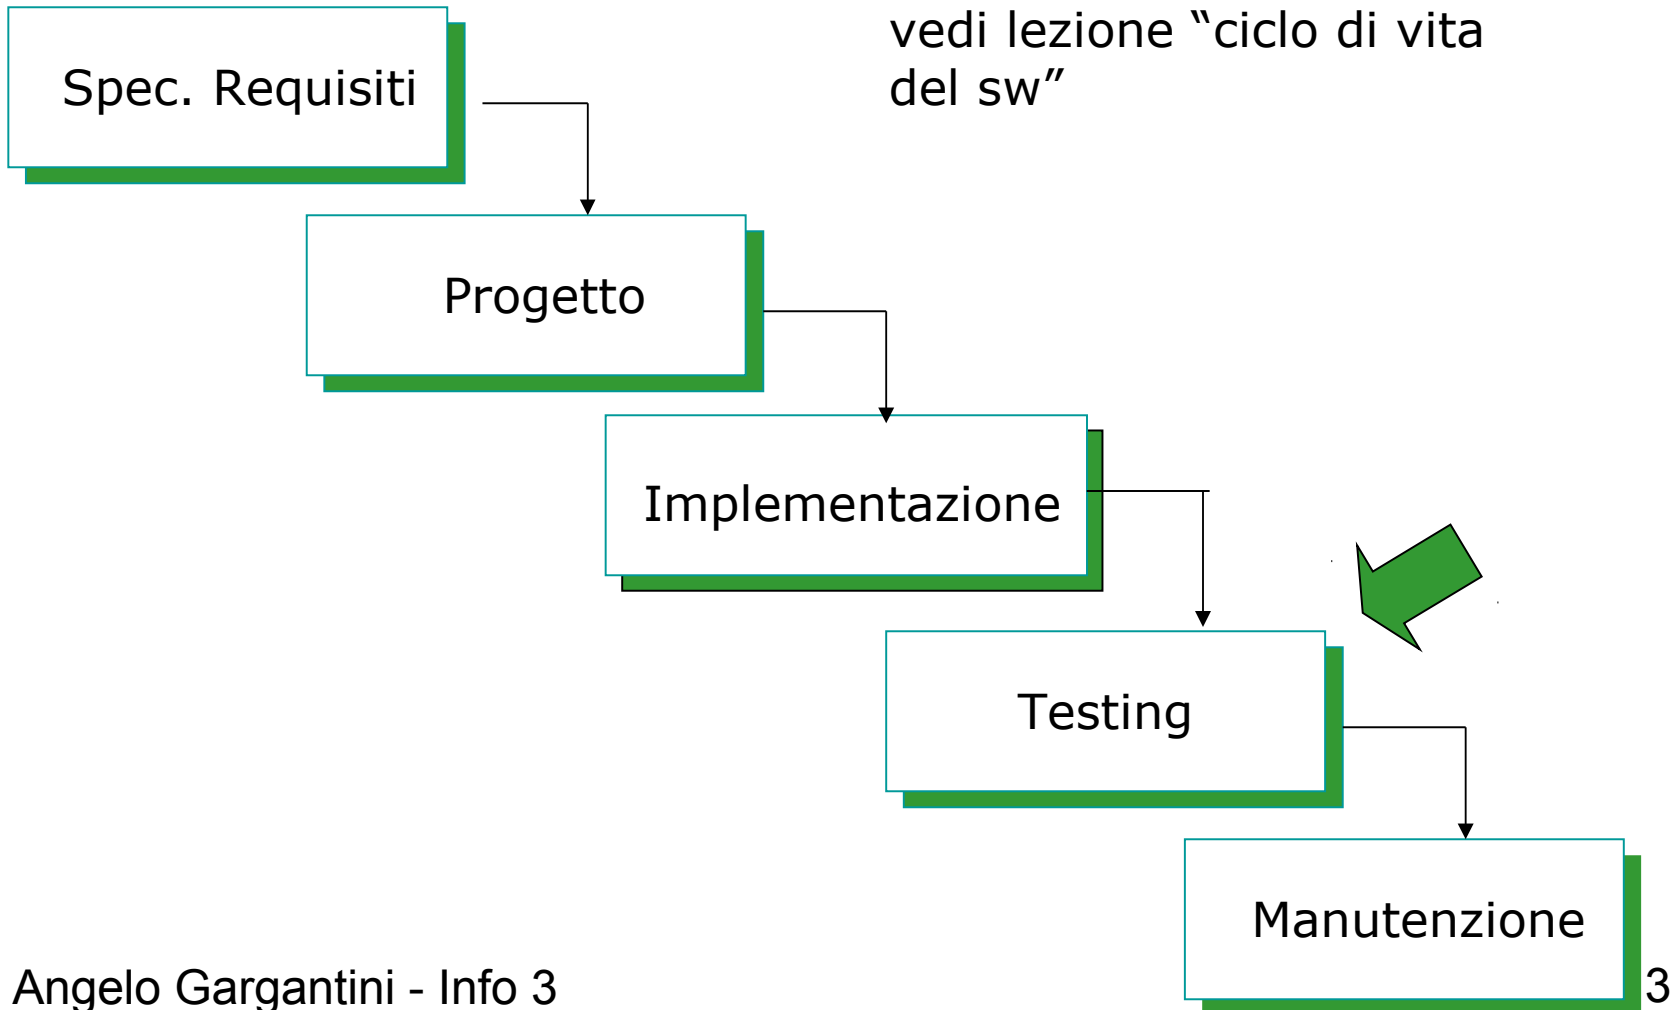 vedi lezione “ciclo di vita
del sw”
Spec. Requisiti
Progetto
Implementazione
Testing
Manutenzione
Angelo Gargantini - Info 3
3